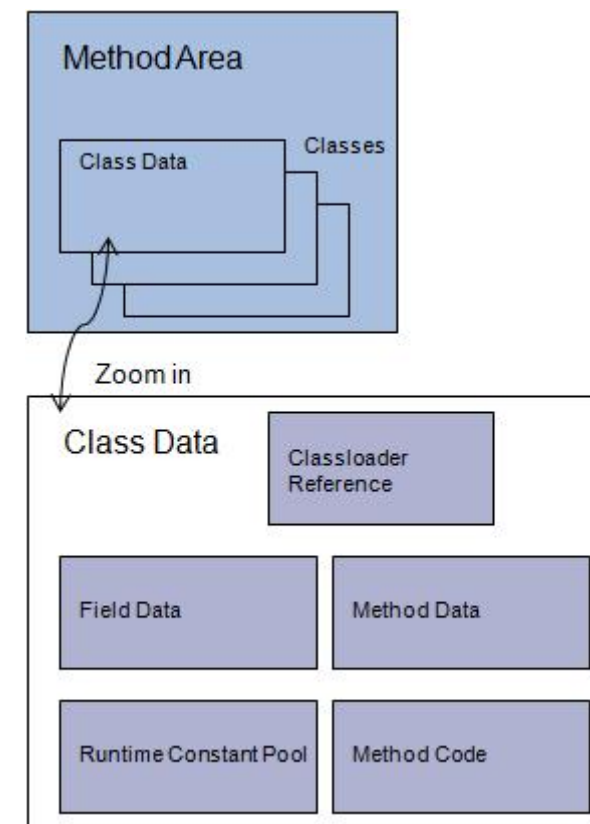 Method Area
Classes
Class Data
Zoom in
Class Data
Classloader
Reference
Field Data
Method Data
Runtime Constant Pool
Method Code